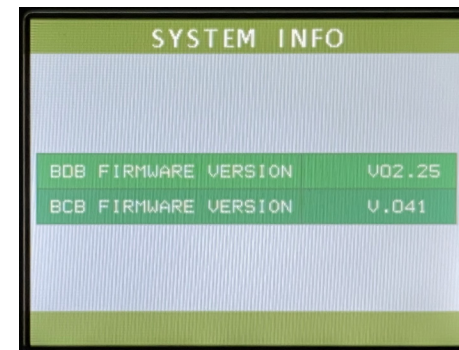 SYSTEM INFO
BDB FIRMWARE VERSION V02.25
BCB FIRMWARE VERSION V.041